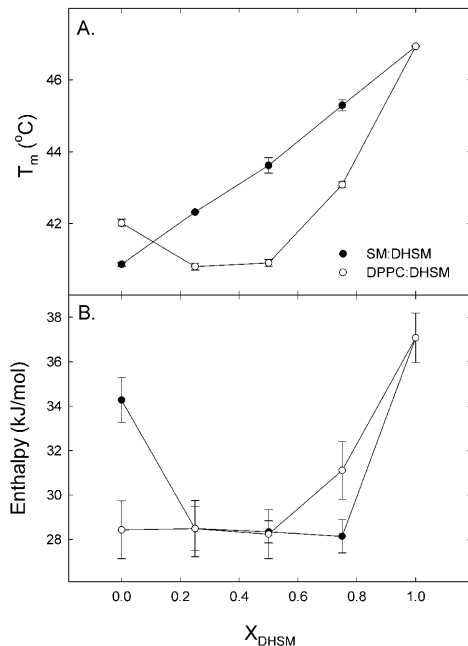 A.
46
44
42
T_m (°C)
SM:DHSM
DPPC:DHSM
B.
38
36
34
32
30
28
Enthalpy (kJ/mol)
0.0 0.2 0.4 0.6 0.8 1.0
X_DHSM